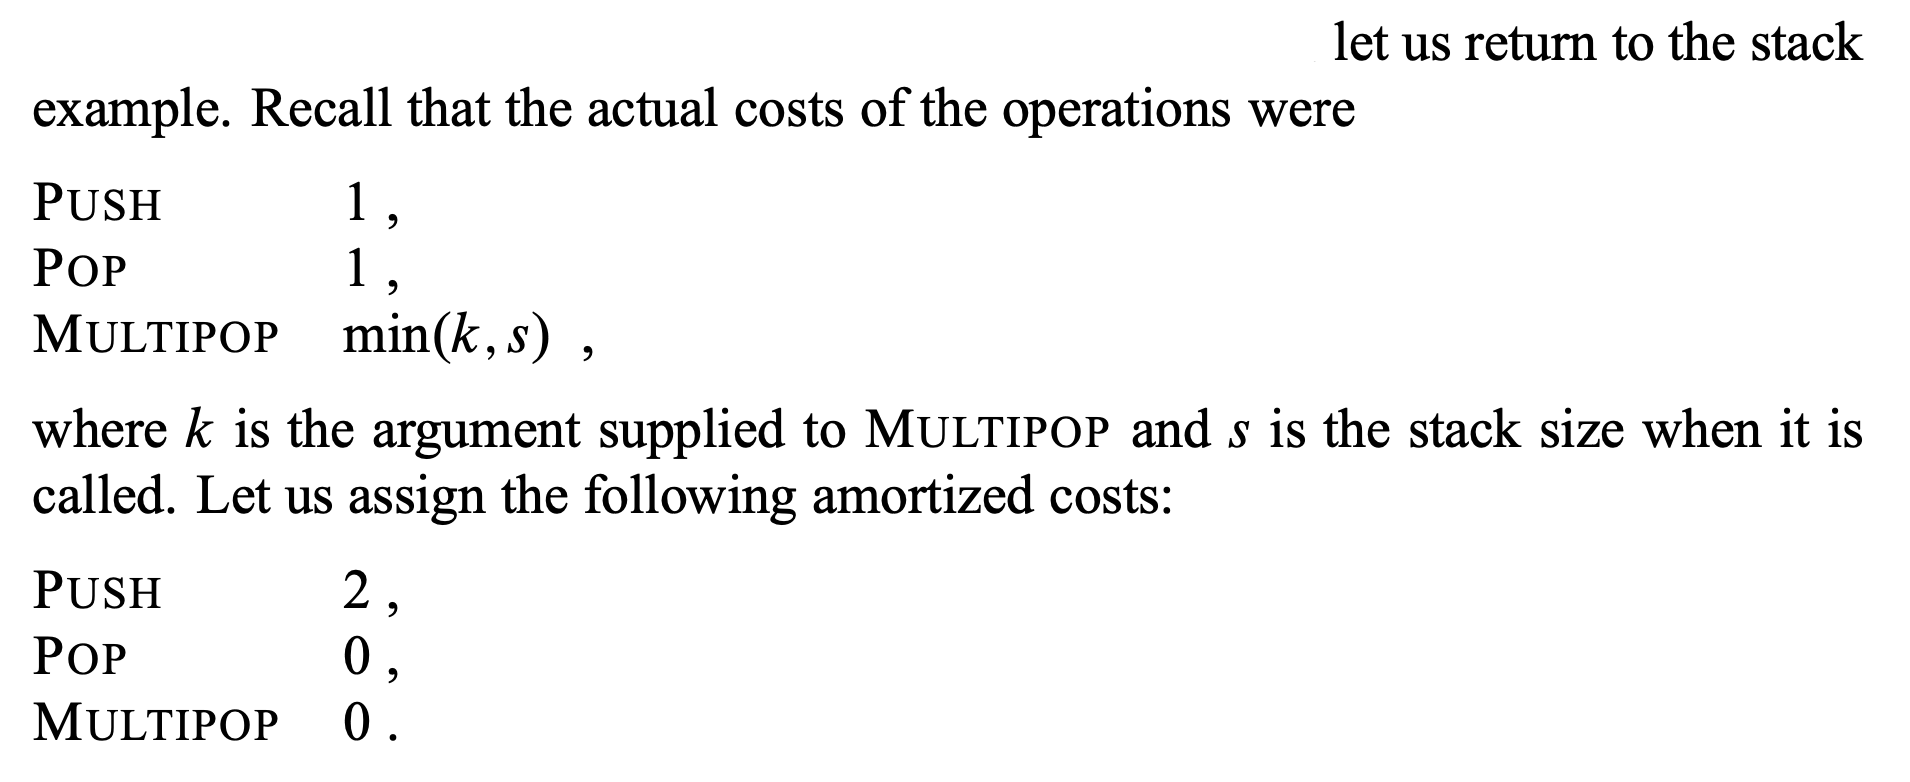 let us return to the stack
example. Recall that the actual costs of the operations were
PUSH 1 ,
POP 1 ,
MULTIPOP min(k, s) ,
where k is the argument supplied to MULTIPOP and s is the stack size when it is
called. Let us assign the following amortized costs:
PUSH 2 ,
POP 0 ,
MULTIPOP 0 .